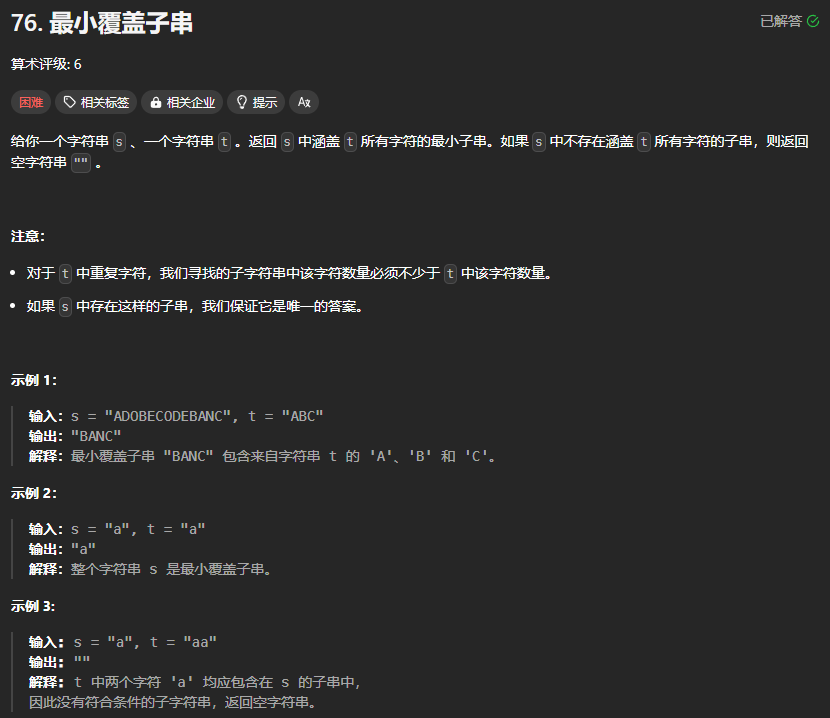 76. 最小覆盖子串
已解答
算术评级: 6
困难 相关标签 相关企业 提示 Aあ
给你一个字符串 s 、一个字符串 t 。返回 s 中涵盖 t 所有字符的最小子串。如果 s 中不存在涵盖 t 所有字符的子串，则返回
空字符串 "" 。
注意：
对于 t 中重复字符，我们寻找的子字符串中该字符数量必须不少于 t 中该字符数量。
如果 s 中存在这样的子串，我们保证它是唯一的答案。
示例 1：
输入：s = "ADOBECODEBANC", t = "ABC"
输出："BANC"
解释：最小覆盖子串 "BANC" 包含来自字符串 t 的 'A'、'B' 和 'C'。
示例 2：
输入：s = "a", t = "a"
输出："a"
解释：整个字符串 s 是最小覆盖子串。
示例 3:
输入: s = "a", t = "aa"
输出: ""
解释: t 中两个字符 'a' 均应包含在 s 的子串中，
因此没有符合条件的子字符串，返回空字符串。